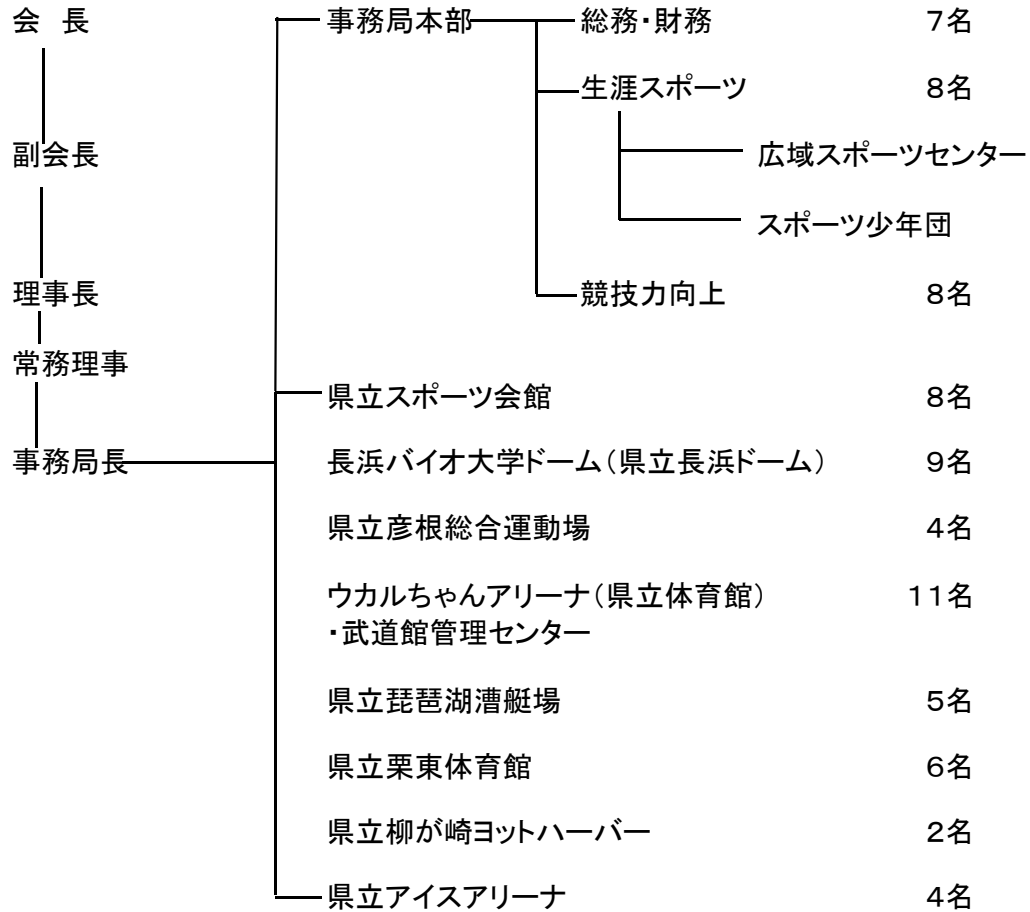 会 長
事務局本部 総務・財務 7名
生涯スポーツ 8名
副会長 広域スポーツセンター
スポーツ少年団
理事長 競技力向上 8名
常務理事
県立スポーツ会館 8名
事務局長 長浜バイオ大学ドーム(県立長浜ドーム) 9名
県立彦根総合運動場 4名
ウカルちゃんアリーナ(県立体育館) 11名
・武道館管理センター
県立琵琶湖漕艇場 5名
県立栗東体育館 6名
県立柳が崎ヨットハーバー 2名
県立アイスアリーナ 4名